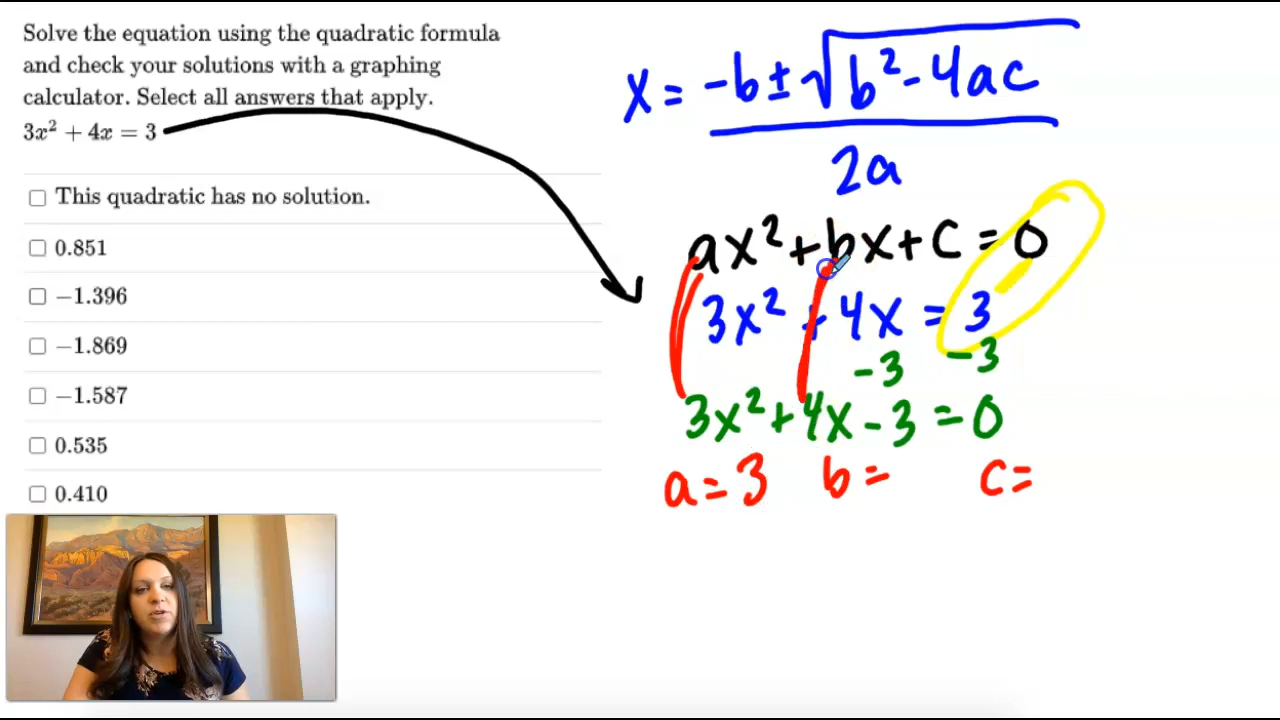 Solve the equation using the quadratic formula
and check your solutions with a graphing
calculator. Select all answers that apply.
3x² + 4x = 3
This quadratic has no solution.
0.851
−1.396
−1.869
−1.587
0.535
0.410
x = -b ± √b² - 4ac
2a
ax² + bx + c = 0
3x² + 4x = 3
-3 -3
3x² + 4x - 3 = 0
a = 3 b = c =